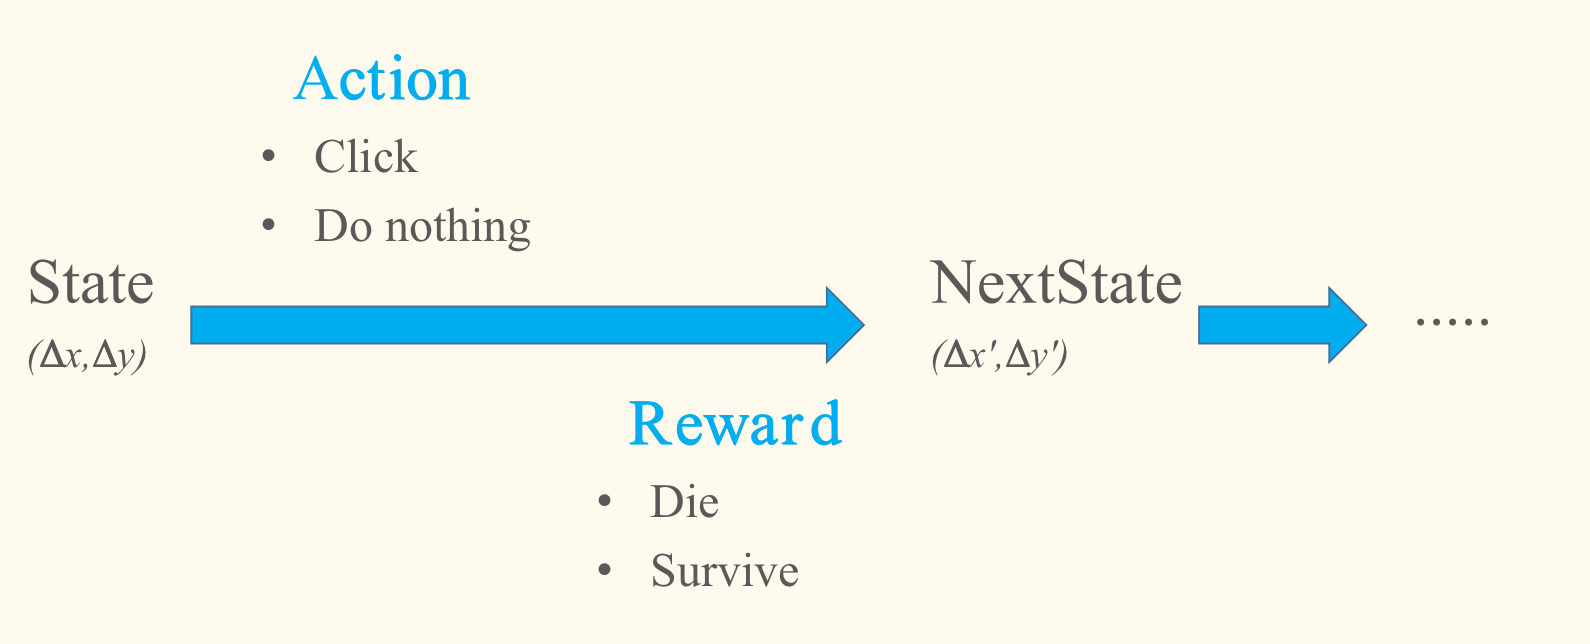 Action
• Click
• Do nothing
State
(Δx,Δy)
NextState
(Δx',Δy')
.....
Reward
• Die
• Survive